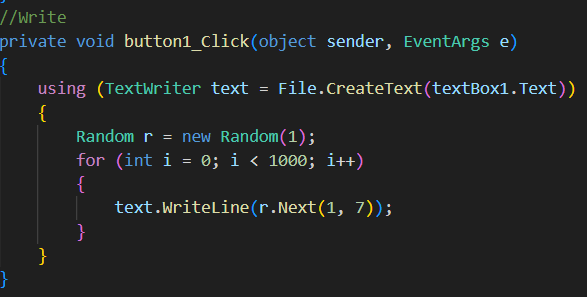 //Write
private void button1_Click(object sender, EventArgs e)
{
    using (TextWriter text = File.CreateText(textBox1.Text))
    {
        Random r = new Random(1);
        for (int i = 0; i < 1000; i++)
        {
            text.WriteLine(r.Next(1, 7));
        }
    }
}